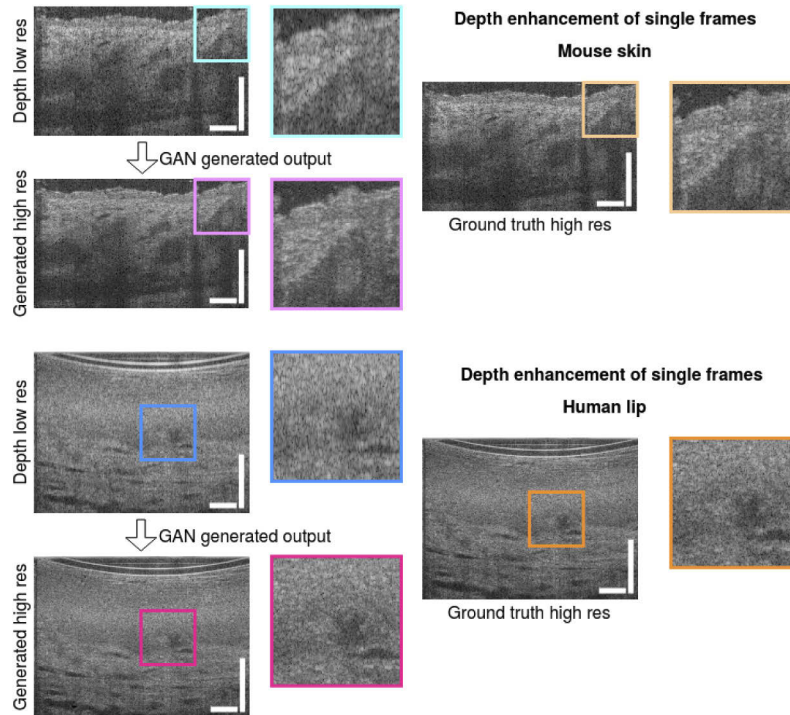 Depth low res
GAN generated output
Generated high res
Depth enhancement of single frames
Mouse skin
Ground truth high res
Depth low res
GAN generated output
Generated high res
Depth enhancement of single frames
Human lip
Ground truth high res